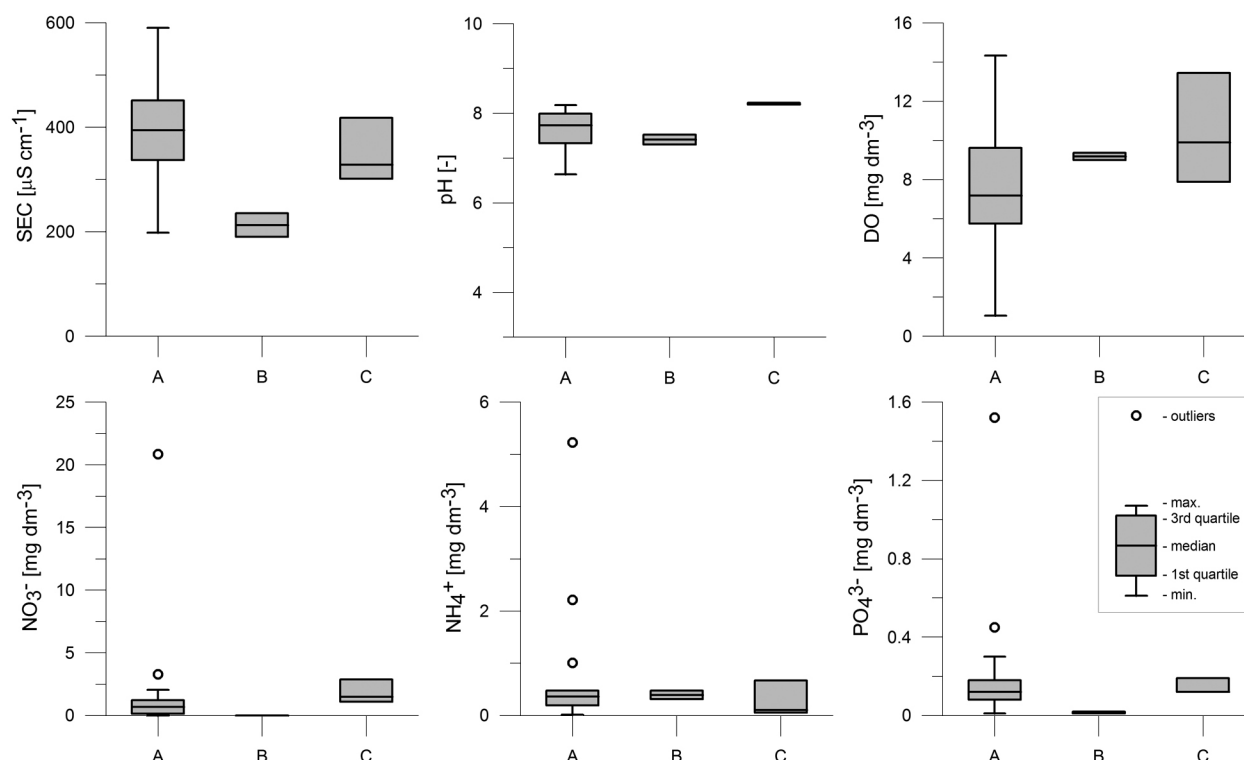 600
400
200
0
SEC [μS cm-1]
A
B
C
10
8
6
4
pH [-]
A
B
C
16
12
8
4
0
DO [mg dm-3]
A
B
C
25
20
15
10
5
0
NO3- [mg dm-3]
A
B
C
6
4
2
0
NH4+ [mg dm-3]
A
B
C
1.6
1.2
0.8
0.4
0
PO43- [mg dm-3]
A
B
C
- outliers
- max.
- 3rd quartile
- median
- 1st quartile
- min.